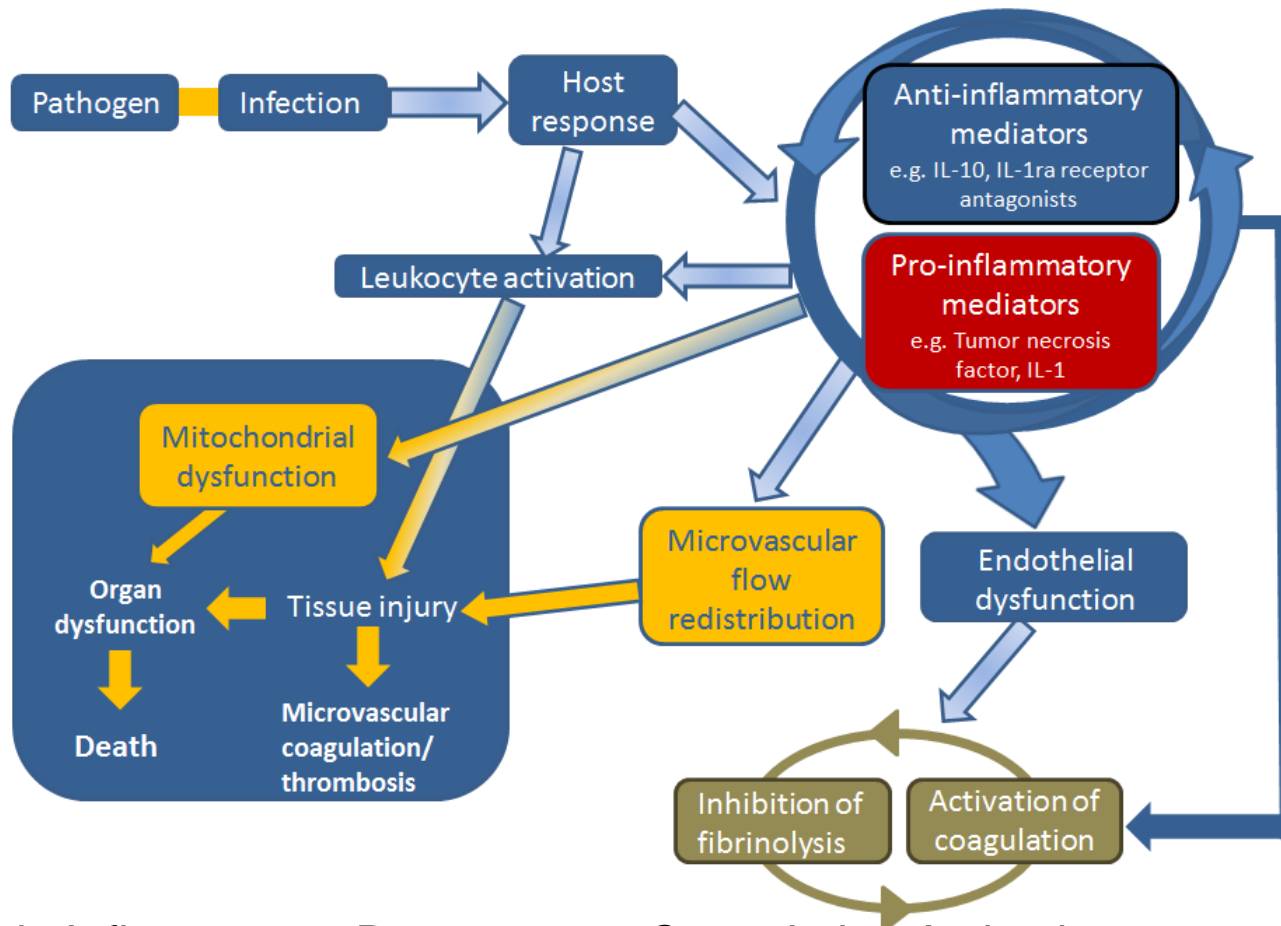 Pathogen
Infection
Host
response
Anti-inflammatory
mediators
e.g. IL-10, IL-1ra receptor
antagonists
Pro-inflammatory
mediators
e.g. Tumor necrosis
factor, IL-1
Leukocyte activation
Mitochondrial
dysfunction
Organ
dysfunction
Tissue injury
Death
Microvascular
coagulation/
thrombosis
Microvascular
flow
redistribution
Endothelial
dysfunction
Inhibition of
fibrinolysis
Activation of
coagulation